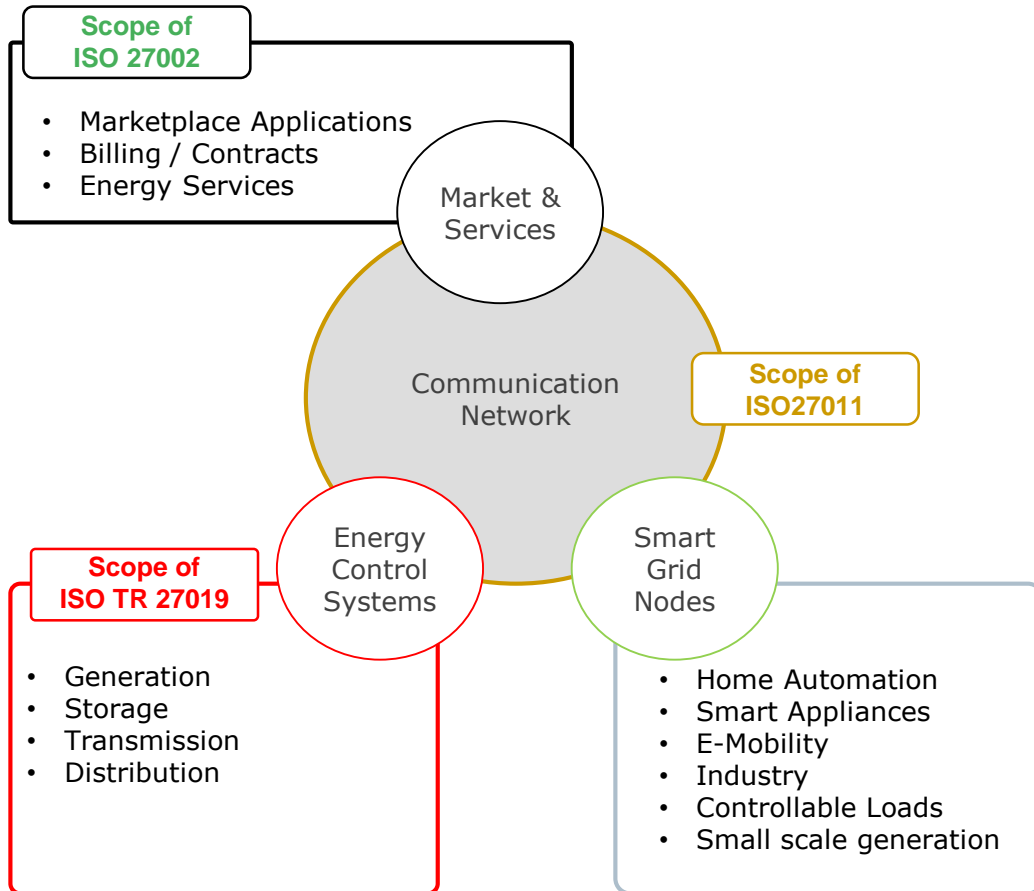 Scope of
ISO 27002
• Marketplace Applications
• Billing / Contracts
• Energy Services
Market &
Services
Communication
Network
Scope of
ISO27011
Energy
Control
Systems
Smart
Grid
Nodes
Scope of
ISO TR 27019
• Generation
• Storage
• Transmission
• Distribution
• Home Automation
• Smart Appliances
• E-Mobility
• Industry
• Controllable Loads
• Small scale generation